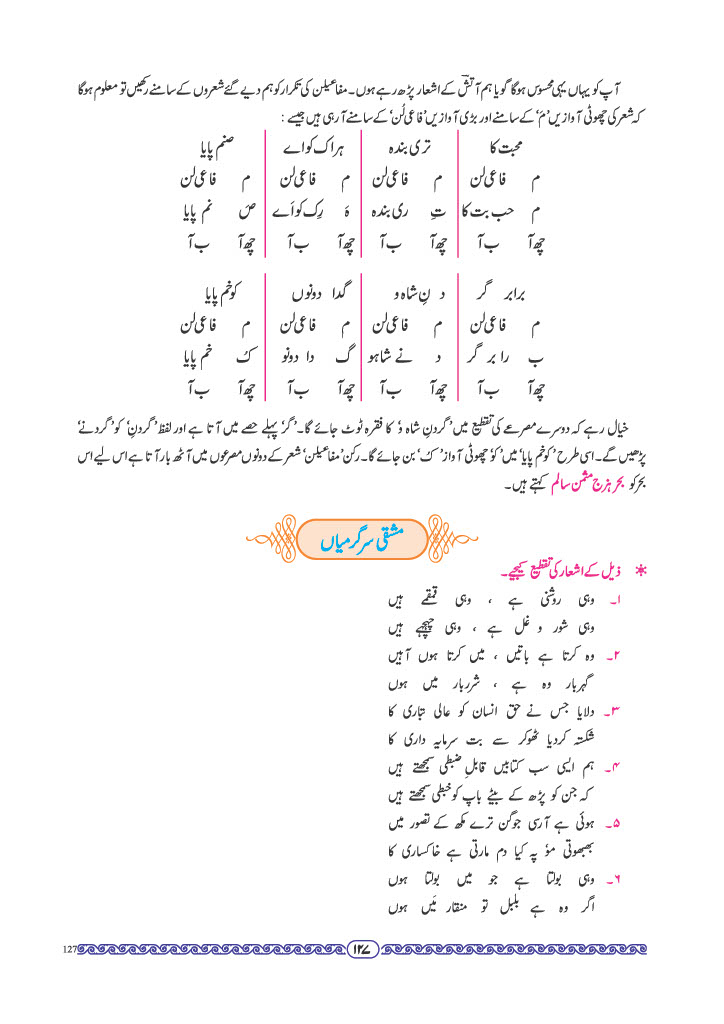 آپ کو یہاں یہی محسوس ہوگا گویا ہم آتشؔ کے اشعار پڑھ رہے ہوں۔ مفاعیلن کی تکرار کو ہم دیے گئے شعروں کے سامنے رکھیں تو معلوم ہوگا
کہ شعر کی چھوٹی آوازیں 'مَ' کے سامنے اور بڑی آوازیں 'فاعی لُن' کے سامنے آرہی ہیں جیسے :
محبت کا تری بندہ ہراک کواے صنم پایا
م فاعی لن م فاعی لن م فاعی لن م فاعی لن
م حب بت کا تِ ری بندہ ہَ رِک کو اَے صَ نم پایا
چھ آ ب آ چھ آ ب آ چھ آ ب آ چھ آ ب آ
برابر گر د نِ شاہ و گدا دونوں کو خم پایا
م فاعی لن م فاعی لن م فاعی لن م فاعی لن
ب را بر گر د نے شاہو گ دا دونو کُ خم پایا
چھ آ ب آ چھ آ ب آ چھ آ ب آ چھ آ ب آ
خیال رہے کہ دوسرے مصرعے کی تقطیع میں 'گردنِ شاہ و' کا فقرہ ٹوٹ جائے گا۔ 'گر' پہلے حصے میں آتا ہے اور لفظ 'گردنِ' کو 'گردنے'
پڑھیں گے۔ اسی طرح 'کو خم پایا' میں 'کو' چھوٹی آواز 'کُ' بن جائے گا۔ رکن 'مفاعیلن' شعر کے دونوں مصرعوں میں آٹھ بار آتا ہے اس لیے اس
بحر کو بحر ہزج مثمن سالم کہتے ہیں۔
مشقی سرگرمیاں
* ذیل کے اشعار کی تقطیع کیجیے۔
۱۔ وہی روشنی ہے ، وہی قمقمے ہیں
وہی شور و غل ہے ، وہی چہچہے ہیں
۲۔ وہ کرتا ہے باتیں ، میں کرتا ہوں آہیں
گہربار وہ ہے ، شرربار میں ہوں
۳۔ دلایا جس نے حق انسان کو عالی تباری کا
شکستہ کردیا ٹھوکر سے بت سرمایہ داری کا
۴۔ ہم ایسی سب کتابیں قابلِ ضبطی سمجھتے ہیں
کہ جن کو پڑھ کے بیٹے باپ کو خبطی سمجھتے ہیں
۵۔ ہوئی ہے آرسی جوگن ترے مکھ کے تصور میں
بھبھوتی مؤ پہ کیا دم مارتی ہے خاکساری کا
۶۔ وہی بولتا ہے جو میں بولتا ہوں
اگر وہ ہے بلبل تو منقار میَں ہوں
127 ۱۲۷